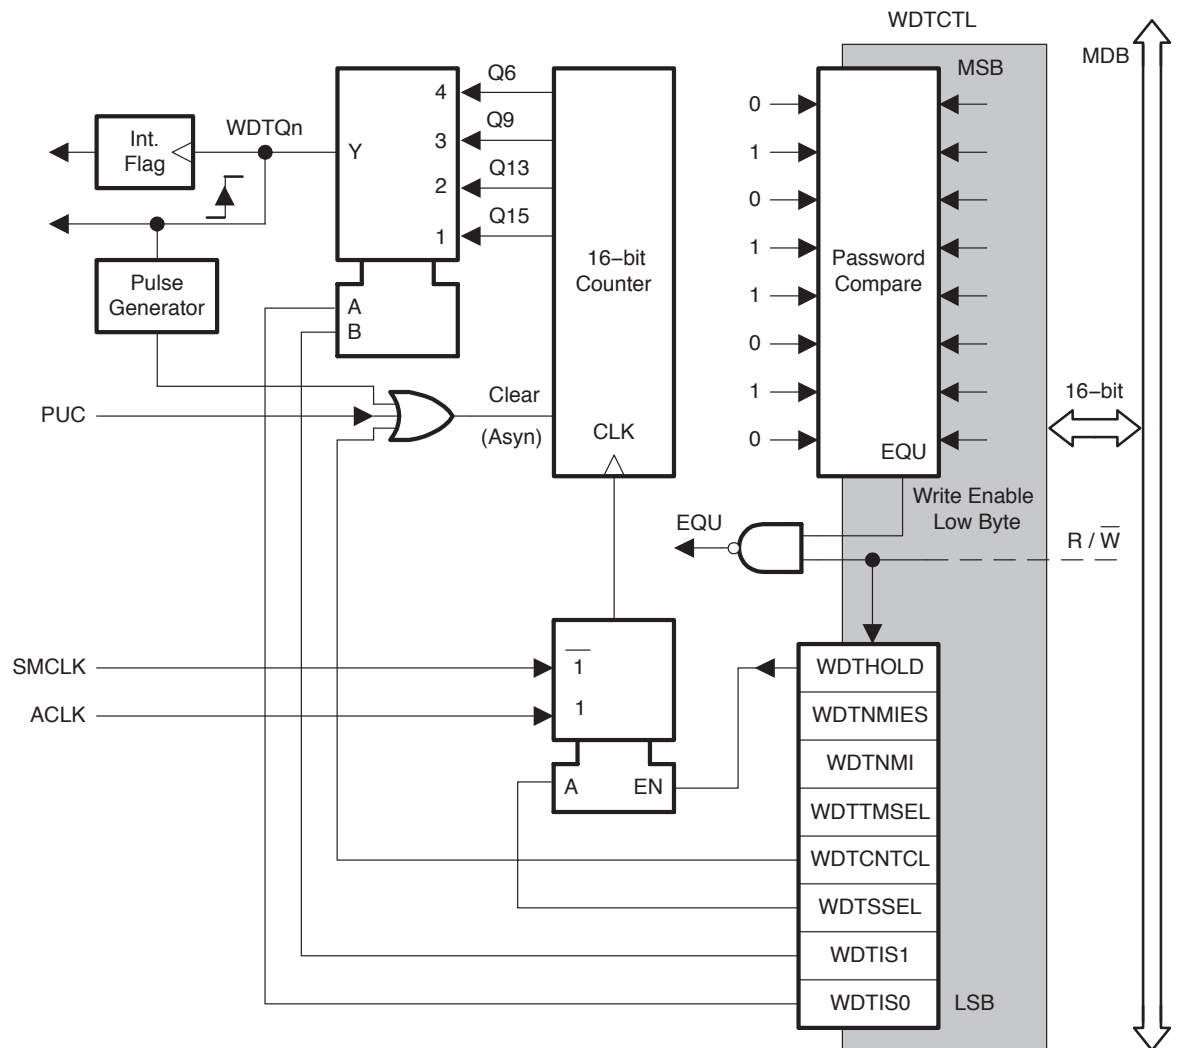 WDTCTL
MDB
MSB
Q6
4
0
Q9
WDTQn
1
Int.
Flag
Y
3
Q13
2
0
Q15
1
1
16−bit
Counter
Password
Compare
Pulse
Generator
1
A
B
0
Clear
1
16−bit
PUC
(Asyn)
CLK
0
EQU
Write Enable
Low Byte
EQU
R / W̅
SMCLK
1̅
WDTHOLD
ACLK
1
WDTNMIES
WDTNMI
A
EN
WDTTMSEL
WDTCNTCL
WDTSSEL
WDTIS1
WDTIS0
LSB